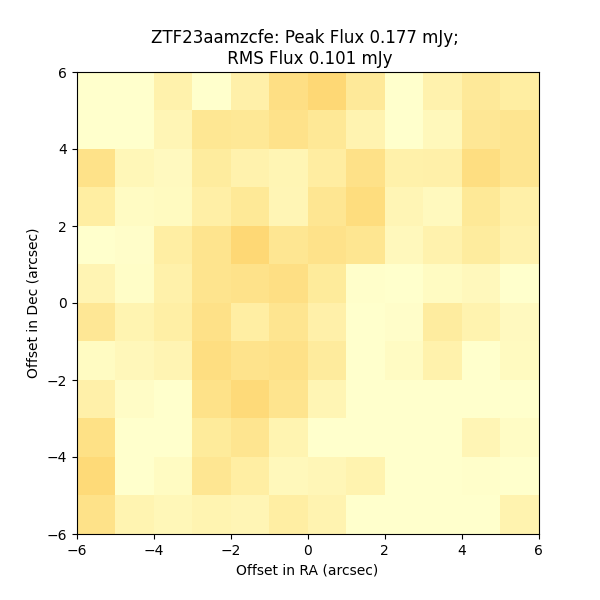 ZTF23aamzcfe: Peak Flux 0.177 mJy;
RMS Flux 0.101 mJy
6
4
2
0
−2
−4
−6
Offset in Dec (arcsec)
−6 −4 −2 0 2 4 6
Offset in RA (arcsec)